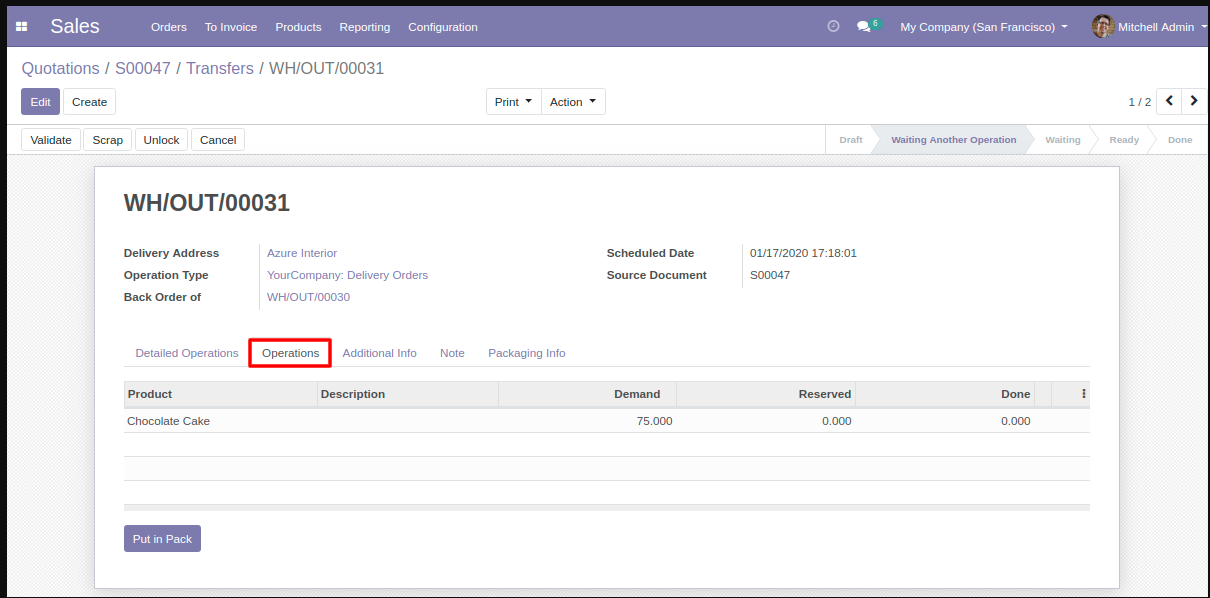 Sales Orders To Invoice Products Reporting Configuration 6 My Company (San Francisco) Mitchell Admin
Quotations / S00047 / Transfers / WH/OUT/00031
Edit Create Print Action 1 / 2
Validate Scrap Unlock Cancel Draft Waiting Another Operation Waiting Ready Done
WH/OUT/00031
Delivery Address Azure Interior Scheduled Date 01/17/2020 17:18:01
Operation Type YourCompany: Delivery Orders Source Document S00047
Back Order of WH/OUT/00030
Detailed Operations Operations Additional Info Note Packaging Info
Product Description Demand Reserved Done
Chocolate Cake 75.000 0.000 0.000
Put in Pack